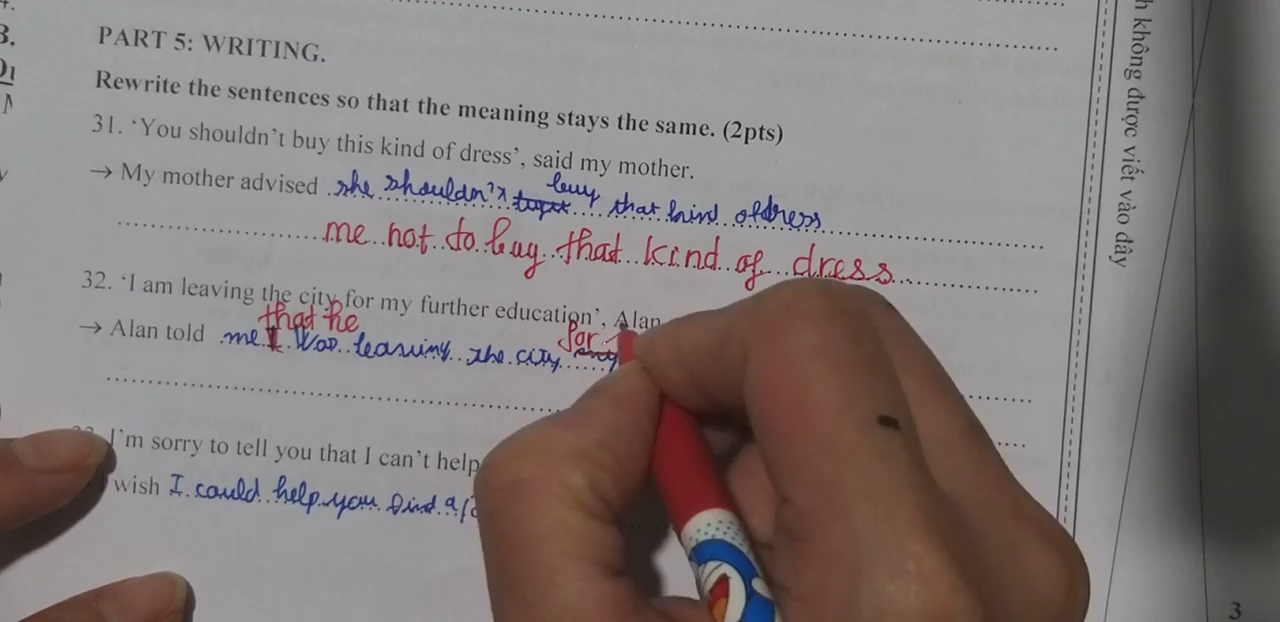 3.
PART 5: WRITING.
Rewrite the sentences so that the meaning stays the same. (2pts)
31. ‘You shouldn’t buy this kind of dress’, said my mother.
buy
→ My mother advised she shouldn't that kind of dress
me not to buy that kind of dress
32. ‘I am leaving the city for my further education’, Alan
that he for
→ Alan told me I was leaving the city
I’m sorry to tell you that I can’t help
wish I could help you find a
h không được viết vào đây
3